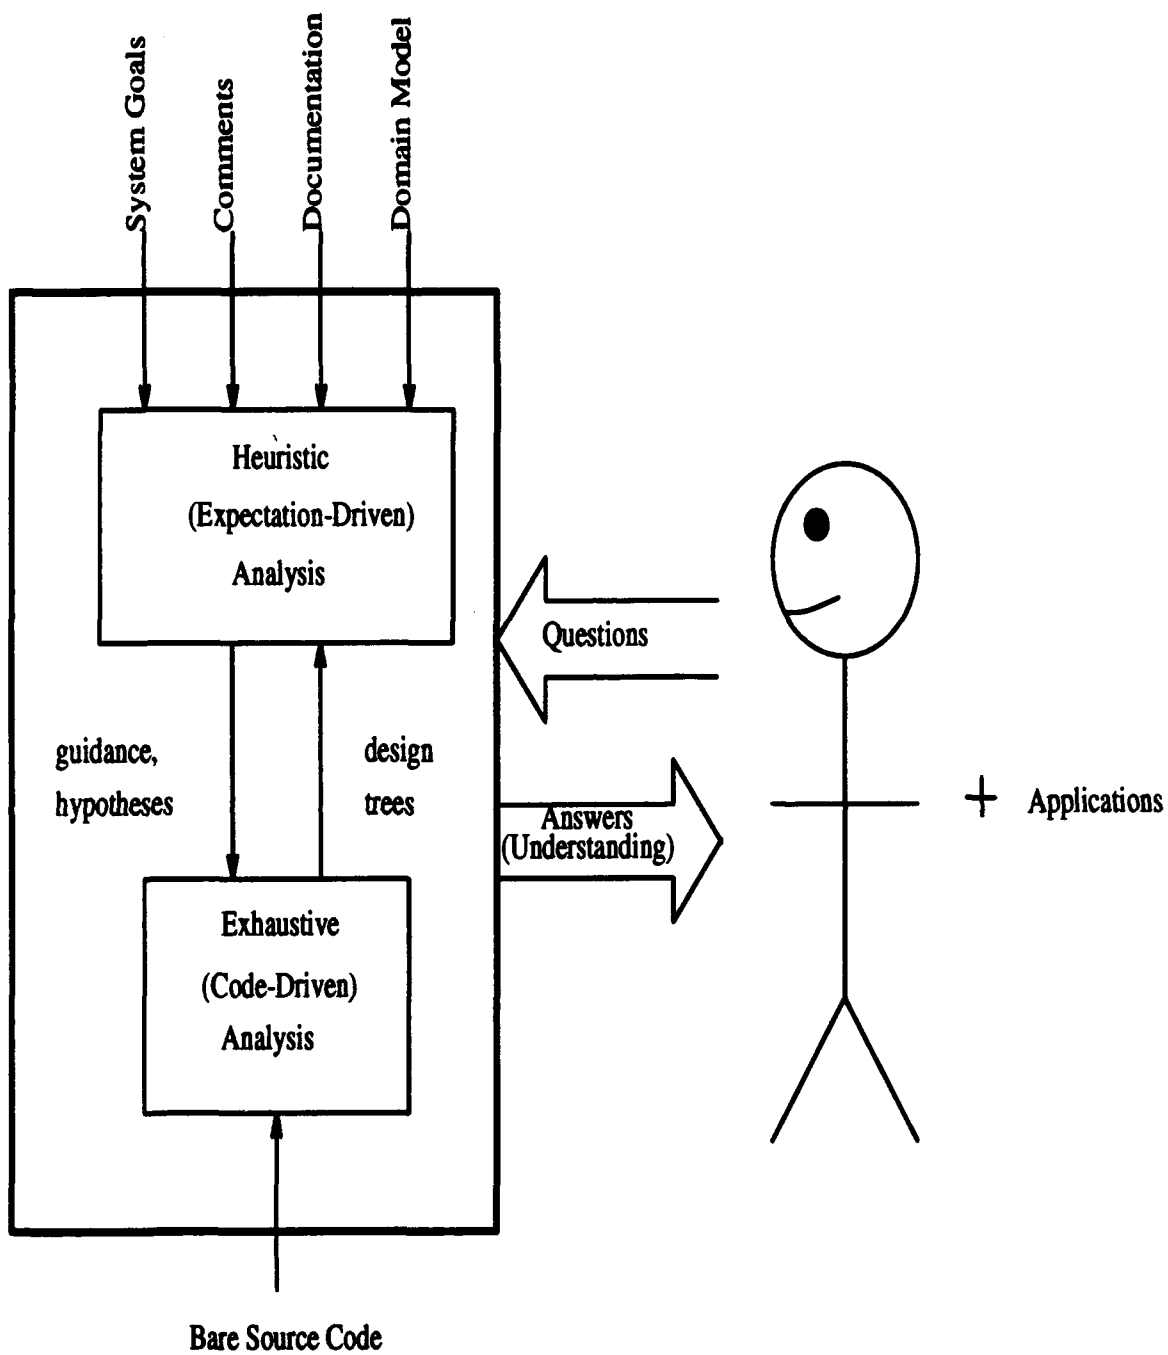 System Goals
Comments
Documentation
Domain Model
Heuristic
(Expectation-Driven)
Analysis
Questions
guidance,
hypotheses
design
trees
Answers
(Understanding)
+ Applications
Exhaustive
(Code-Driven)
Analysis
Bare Source Code